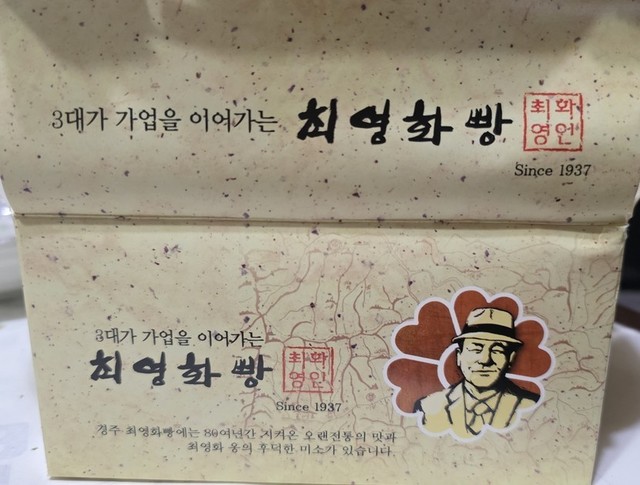 3대가 가업을 이어가는 최영화빵
최화
영인
Since 1937
3대가 가업을 이어가는
최영화빵
최화
영인
Since 1937
경주 최영화빵에는 80여년간 지켜온 오랜전통의 맛과
최영화 옹의 후덕한 미소가 있습니다.